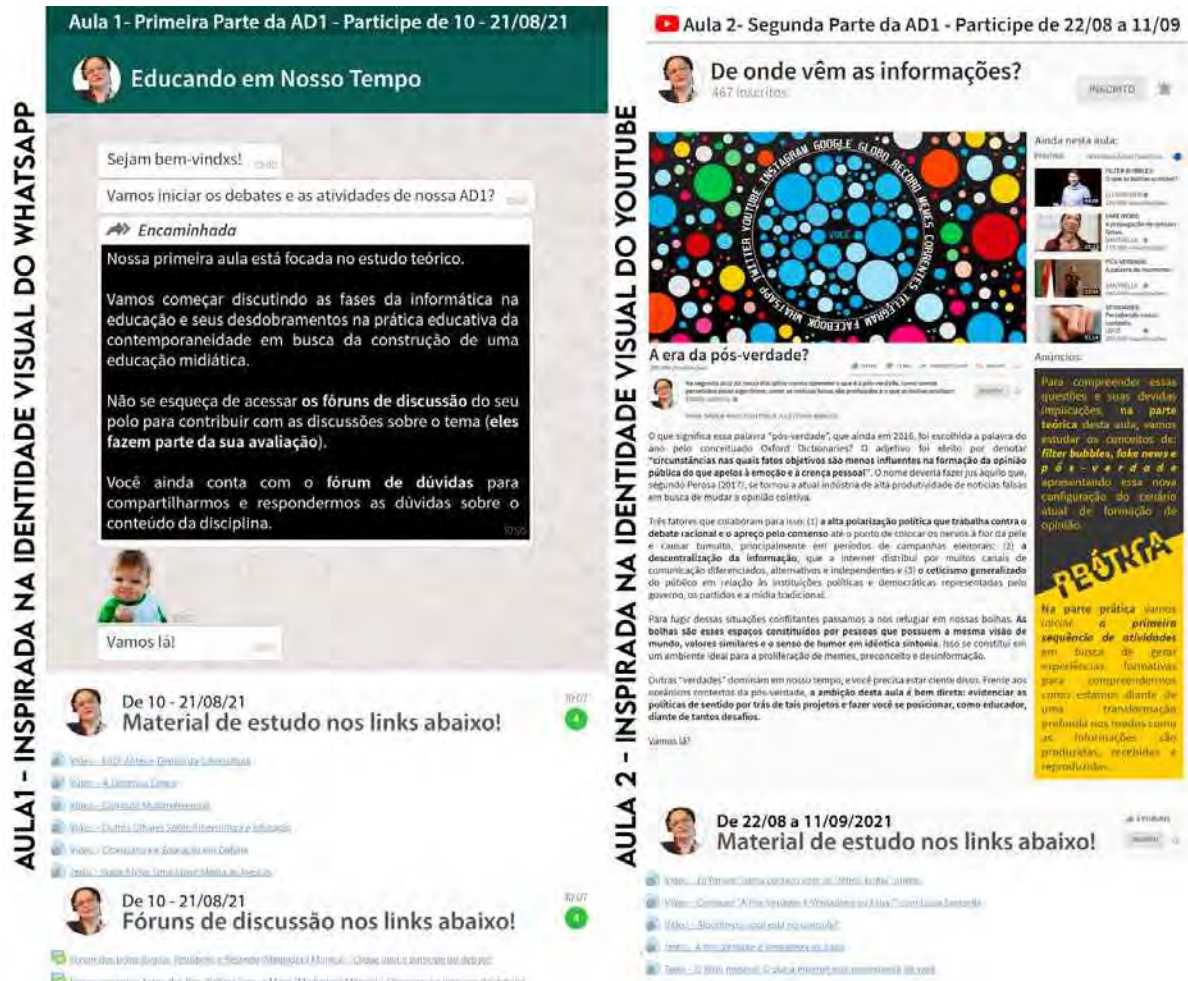 AULA1 - INSPIRADA NA IDENTIDADE VISUAL DO WHATSAPP
Aula 1- Primeira Parte da AD1 - Participe de 10 - 21/08/21
Educando em Nosso Tempo
Sejam bem-vindxs!
Vamos iniciar os debates e as atividades de nossa AD1?
Encaminhada
Nossa primeira aula está focada no estudo teórico.
Vamos começar discutindo as fases da informática na
educação e seus desdobramentos na prática educativa da
contemporaneidade em busca da construção de uma
educação midiática.
Não se esqueça de acessar os fóruns de discussão do seu
polo para contribuir com as discussões sobre o tema (eles
fazem parte da sua avaliação).
Você ainda conta com o fórum de dúvidas para
compartilharmos e respondermos as dúvidas sobre o
conteúdo da disciplina.
Vamos lá!
De 10 - 21/08/21
Material de estudo nos links abaixo!
10:07
4
De 10 - 21/08/21
Fóruns de discussão nos links abaixo!
10:07
4
AULA 2 - INSPIRADA NA IDENTIDADE VISUAL DO YOUTUBE
Aula 2- Segunda Parte da AD1 - Participe de 22/08 a 11/09
De onde vêm as informações?
467 inscritos
INSCRITO
WHATSAPP TWITTER YOUTUBE INSTAGRAM GOOGLE GLOBO RECORD MEMES CORRENTES TELEGRAM FACEBOOK
VOCÊ
Ainda nesta aula:
A era da pós-verdade?
O que significa essa palavra "pós-verdade", que ainda em 2016, foi escolhida a palavra do
ano pelo conceituado Oxford Dictionaries? O adjetivo foi eleito por denotar
"circunstâncias nas quais fatos objetivos são menos influentes na formação da opinião
pública do que apelos à emoção e à crença pessoal". O nome deveria fazer jus àquilo que,
segundo Perosa (2017), se tornou a atual indústria de alta produtividade de notícias falsas
em busca de mudar a opinião coletiva.
Três fatores que colaboram para isso: (1) a alta polarização política que trabalha contra o
debate racional e o apreço pelo consenso até o ponto de colocar os nervos à flor da pele
e causar tumulto, principalmente em períodos de campanhas eleitorais; (2) a
descentralização da informação, que a internet distribui por muitos canais de
comunicação diferenciados, alternativos e independentes e (3) o ceticismo generalizado
do público em relação às instituições políticas e democráticas representadas pelo
governo, os partidos e a mídia tradicional.
Para fugir dessas situações conflitantes passamos a nos refugiar em nossas bolhas. As
bolhas são esses espaços constituídos por pessoas que possuem a mesma visão de
mundo, valores similares e o senso de humor em idêntica sintonia. Isso se constitui em
um ambiente ideal para a proliferação de memes, preconceito e desinformação.
Outras "verdades" dominam em nosso tempo, e você precisa estar ciente disso. Frente aos
oceânicos contextos da pós-verdade, a ambição desta aula é bem direta: evidenciar as
políticas de sentido por trás de tais projetos e fazer você se posicionar, como educador,
diante de tantos desafios.
Vamos lá?
Anúncios:
Para compreender essas
questões e suas devidas
implicações, na parte
teórica desta aula, vamos
estudar os conceitos de:
filter bubbles, fake news e
pós-verdade
apresentando essa nova
configuração do cenário
atual de formação de
opinião.
Na parte prática vamos
iniciar a primeira
sequência de atividades
em busca de gerar
experiências formativas
para compreendermos
como estamos diante de
uma transformação
profunda nos modos como
as informações são
produzidas, recebidas e
reproduzidas.
De 22/08 a 11/09/2021
Material de estudo nos links abaixo!